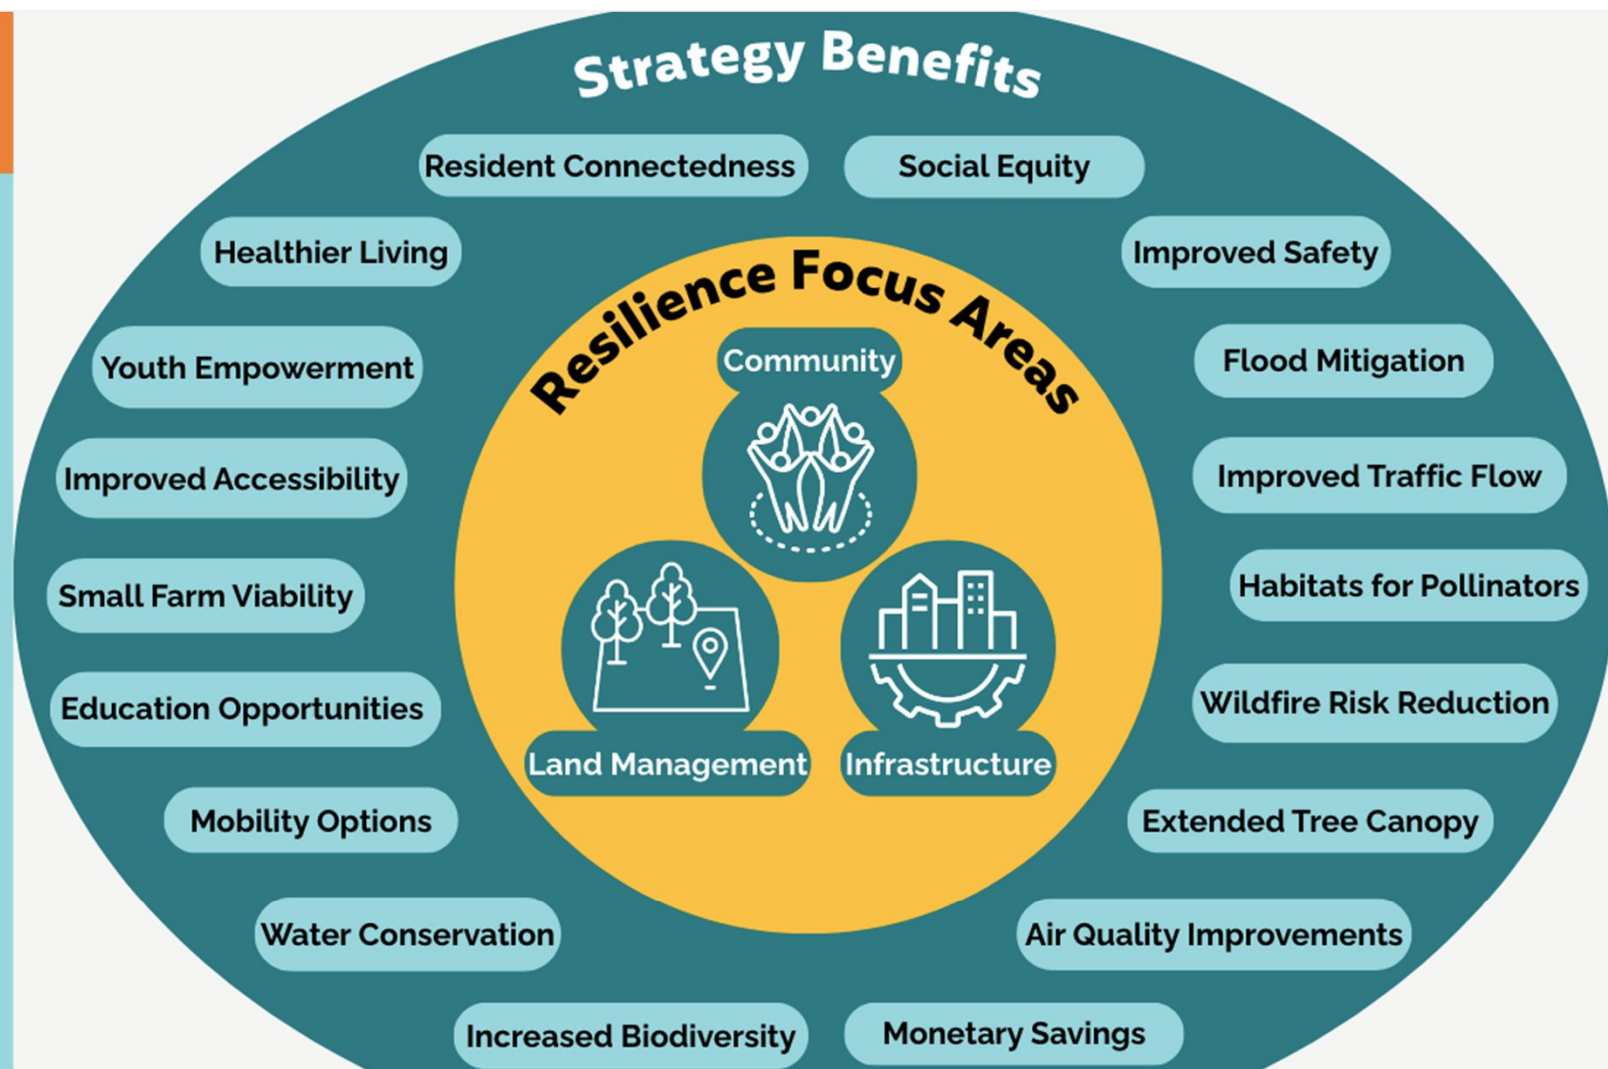 Strategy Benefits
Resident Connectedness
Social Equity
Healthier Living
Improved Safety
Resilience Focus Areas
Youth Empowerment
Community
Flood Mitigation
Improved Accessibility
Improved Traffic Flow
Small Farm Viability
Habitats for Pollinators
Education Opportunities
Wildfire Risk Reduction
Land Management
Infrastructure
Mobility Options
Extended Tree Canopy
Water Conservation
Air Quality Improvements
Increased Biodiversity
Monetary Savings